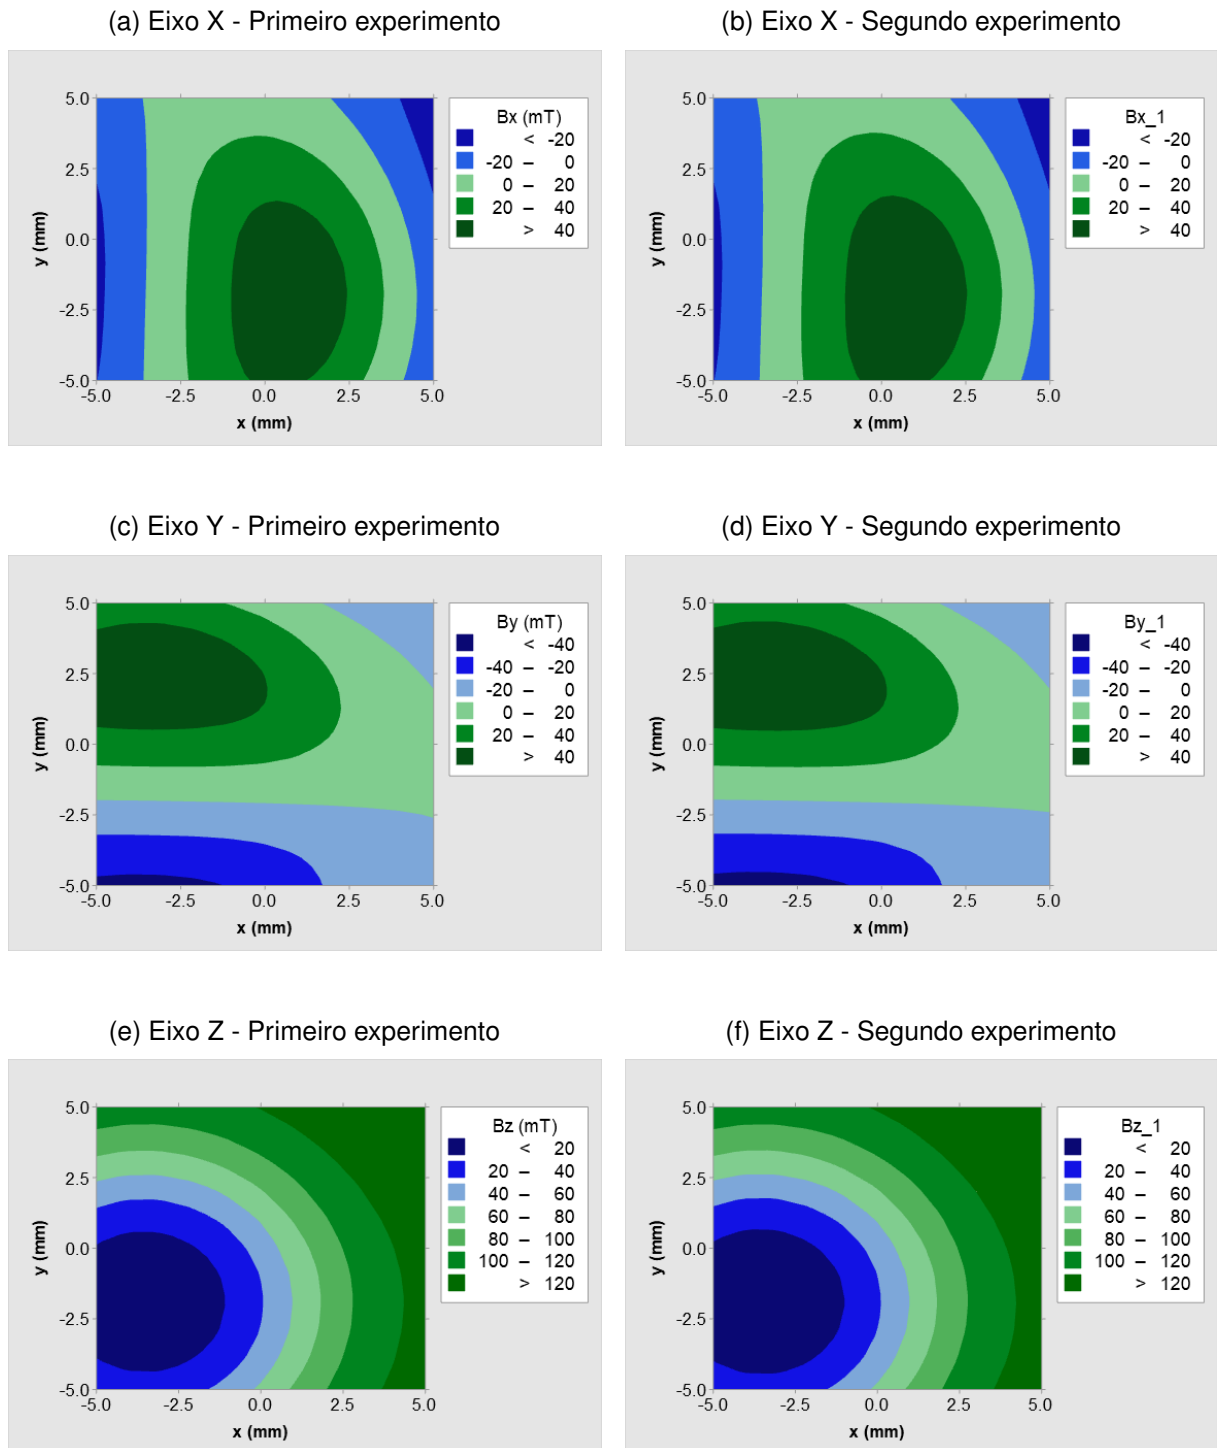 (a) Eixo X - Primeiro experimento
5.0
2.5
0.0
-2.5
-5.0
y (mm)
-5.0 -2.5 0.0 2.5 5.0
x (mm)
Bx (mT)
< -20
-20 – 0
0 – 20
20 – 40
> 40
(b) Eixo X - Segundo experimento
5.0
2.5
0.0
-2.5
-5.0
y (mm)
-5.0 -2.5 0.0 2.5 5.0
x (mm)
Bx_1
< -20
-20 – 0
0 – 20
20 – 40
> 40
(c) Eixo Y - Primeiro experimento
5.0
2.5
0.0
-2.5
-5.0
y (mm)
-5.0 -2.5 0.0 2.5 5.0
x (mm)
By (mT)
< -40
-40 – -20
-20 – 0
0 – 20
20 – 40
> 40
(d) Eixo Y - Segundo experimento
5.0
2.5
0.0
-2.5
-5.0
y (mm)
-5.0 -2.5 0.0 2.5 5.0
x (mm)
By_1
< -40
-40 – -20
-20 – 0
0 – 20
20 – 40
> 40
(e) Eixo Z - Primeiro experimento
5.0
2.5
0.0
-2.5
-5.0
y (mm)
-5.0 -2.5 0.0 2.5 5.0
x (mm)
Bz (mT)
< 20
20 – 40
40 – 60
60 – 80
80 – 100
100 – 120
> 120
(f) Eixo Z - Segundo experimento
5.0
2.5
0.0
-2.5
-5.0
y (mm)
-5.0 -2.5 0.0 2.5 5.0
x (mm)
Bz_1
< 20
20 – 40
40 – 60
60 – 80
80 – 100
100 – 120
> 120